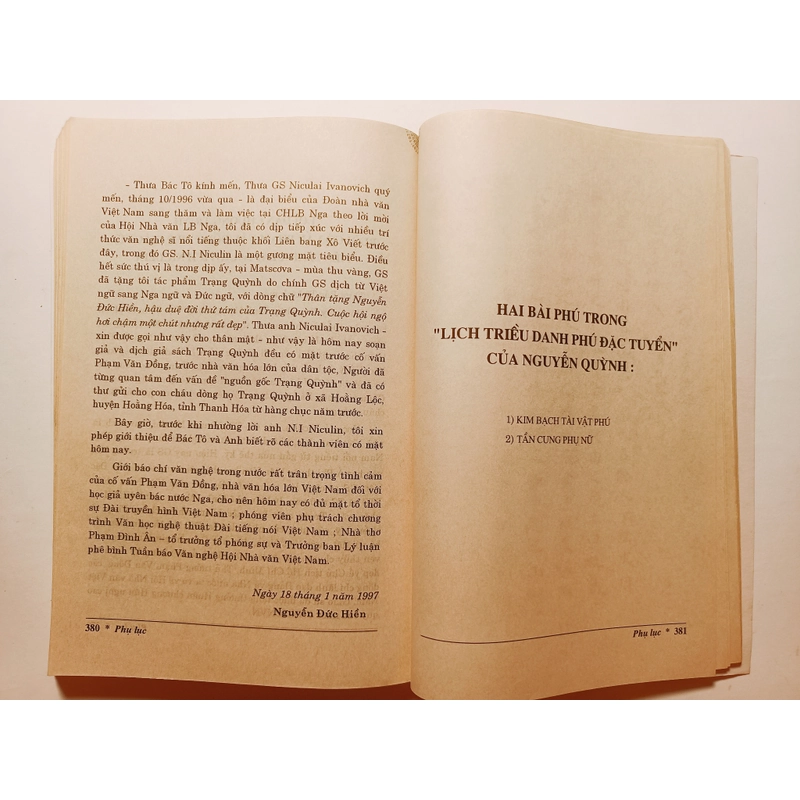 - Thưa Bác Tô kính mến, Thưa GS Niculai Ivanovich quý
mến, tháng 10/1996 vừa qua - là đại biểu của Đoàn nhà văn
Việt Nam sang thăm và làm việc tại CHLB Nga theo lời mời
của Hội Nhà văn LB Nga, tôi đã có dịp tiếp xúc với nhiều trí
thức văn nghệ sĩ nổi tiếng thuộc khối Liên bang Xô Viết trước
đây, trong đó GS. N.I Niculin là một gương mặt tiêu biểu. Điều
hết sức thú vị là trong dịp ấy, tại Matscova - mùa thu vàng, GS
đã tặng tôi tác phẩm Trạng Quỳnh do chính GS dịch từ Việt
ngữ sang Nga ngữ và Đức ngữ, với dòng chữ "Thân tặng Nguyễn
Đức Hiền, hậu duệ đời thứ tám của Trạng Quỳnh. Cuộc hội ngộ
hơi chậm một chút nhưng rất đẹp". Thưa anh Niculai Ivanovich -
xin được gọi như vậy cho thân mật - như vậy là hôm nay soạn
giả và dịch giả sách Trạng Quỳnh đều có mặt trước cố vấn
Phạm Văn Đồng, trước nhà văn hóa lớn của dân tộc, Người đã
từng quan tâm đến vấn đề "nguồn gốc Trạng Quỳnh" và đã có
thư gửi cho con cháu dòng họ Trạng Quỳnh ở xã Hoằng Lộc,
huyện Hoằng Hóa, tỉnh Thanh Hóa từ hàng chục năm trước.
Bây giờ, trước khi nhường lời anh N.I Niculin, tôi xin
phép giới thiệu để Bác Tô và Anh biết rõ các thành viên có mặt
hôm nay.
Giới báo chí văn nghệ trong nước rất trân trọng tình cảm
của cố vấn Phạm Văn Đồng, nhà văn hóa lớn Việt Nam đối với
học giả uyên bác nước Nga, cho nên hôm nay có đủ mặt tổ thời
sự Đài truyền hình Việt Nam ; phóng viên phụ trách chương
trình Văn học nghệ thuật Đài tiếng nói Việt Nam ; Nhà thơ
Phạm Đình Ân - tổ trưởng tổ phóng sự và Trưởng ban Lý luận
phê bình Tuần báo Văn nghệ Hội Nhà văn Việt Nam.
Ngày 18 tháng 1 năm 1997
Nguyễn Đức Hiền
380 * Phụ lục
HAI BÀI PHÚ TRONG
"LỊCH TRIỀU DANH PHÚ ĐẶC TUYỂN"
CỦA NGUYỄN QUỲNH :
1) KIM BẠCH TÀI VẬT PHÚ
2) TẦN CUNG PHỤ NỮ
Phụ lục * 381